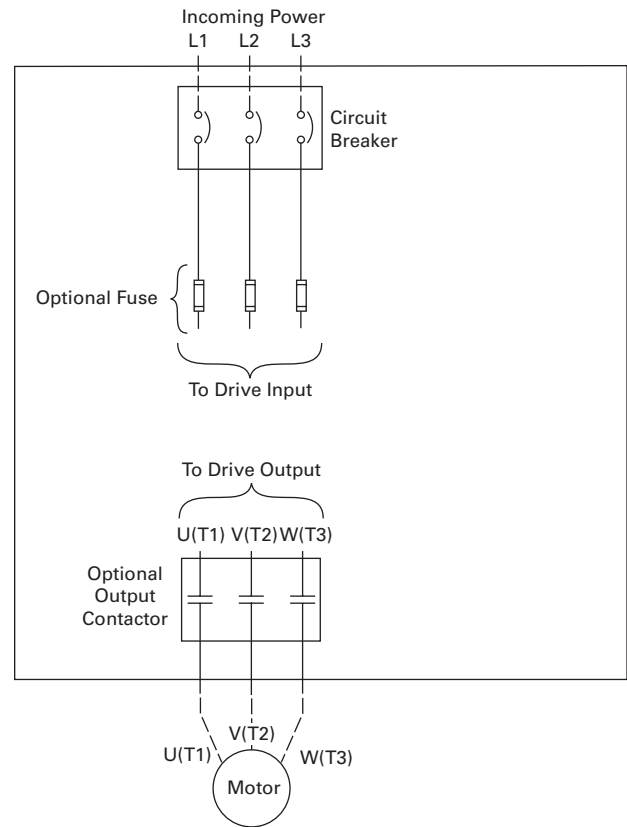 Incoming Power
L1 L2 L3
Circuit
Breaker
Optional Fuse
To Drive Input
To Drive Output
U(T1) V(T2) W(T3)
Optional
Output
Contactor
V(T2)
U(T1) W(T3)
Motor